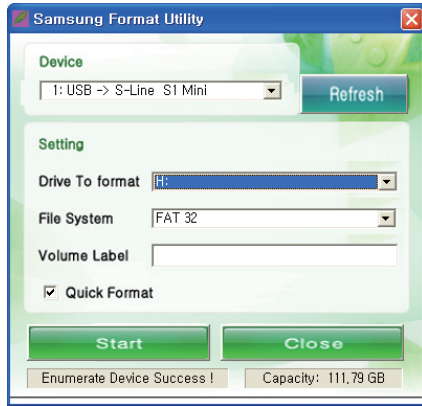 Samsung Format Utility
Device
1: USB -> S-Line S1 Mini
Refresh
Setting
Drive To format H:
File System FAT 32
Volume Label
Quick Format
Start Close
Enumerate Device Success ! Capacity: 111,79 GB